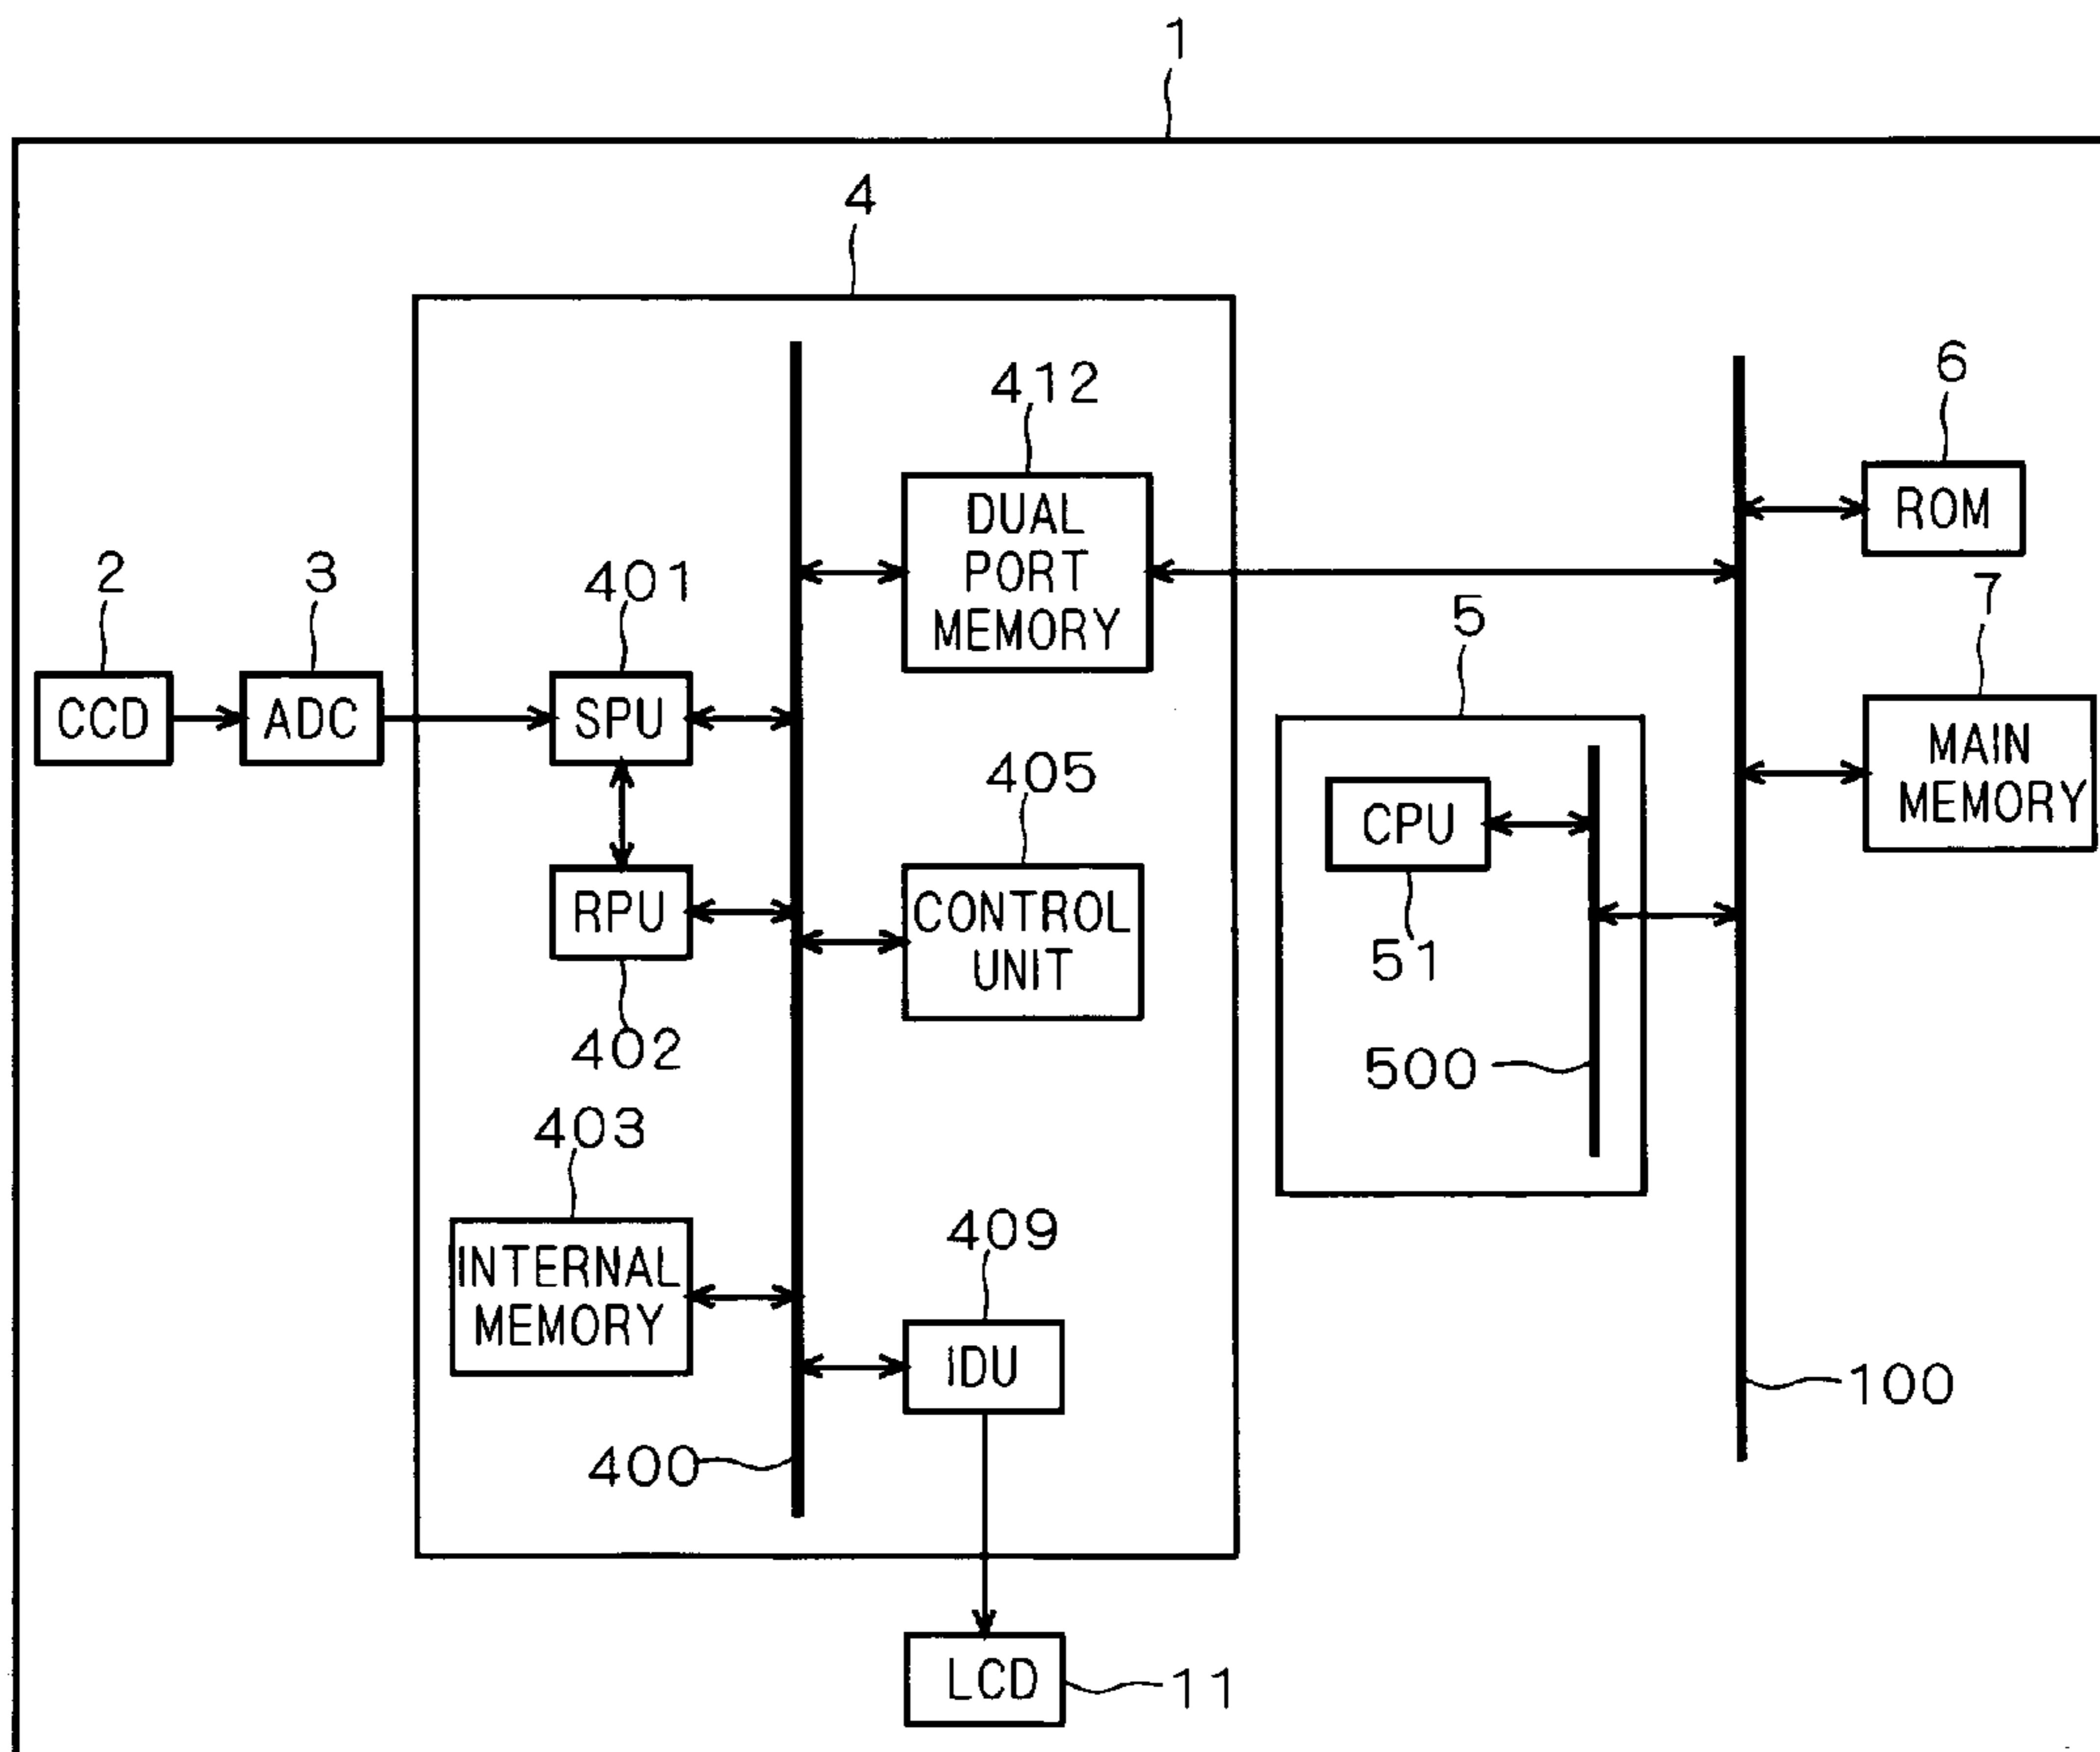 1
4
412
6
DUAL
PORT
MEMORY
ROM
2
3
401
7
5
CCD
ADC
SPU
MAIN
MEMORY
405
CPU
RPU
CONTROL
UNIT
51
402
500
403
409
INTERNAL
MEMORY
IDU
100
400
LCD
11